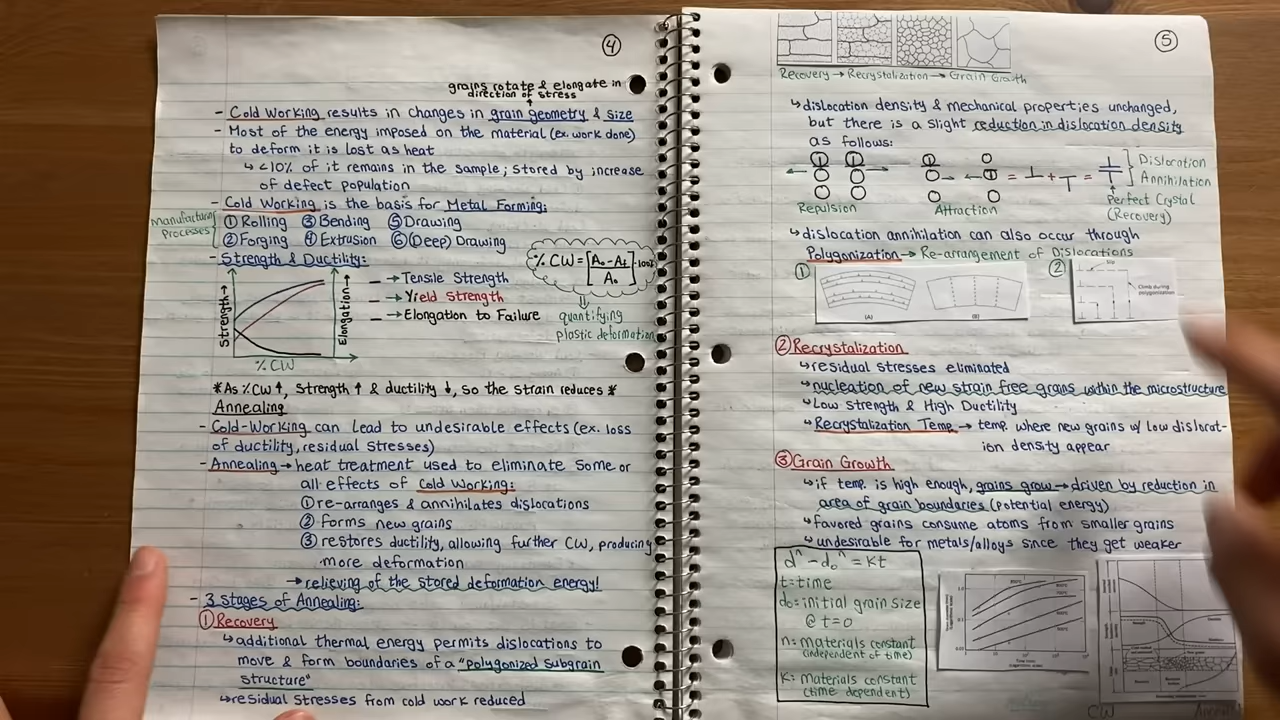 4
grains rotate & elongate in
direction of stress
- Cold Working results in changes in grain geometry & size
- Most of the energy imposed on the material (ex. work done)
to deform it is lost as heat
↳ <10% of it remains in the sample; stored by increase
of defect population
- Cold Working is the basis for Metal Forming:
Manufacturing
Processes
① Rolling ③ Bending ⑤ Drawing
② Forging ④ Extrusion ⑥ (Deep) Drawing
- Strength & Ductility:
% CW = [A₀ - Af / A₀] · 100%
quantifying
plastic deformation
Strength →
Elongation →
% CW
→ Tensile Strength
→ Yield Strength
→ Elongation to Failure
* As % CW ↑, Strength ↑ & ductility ↓, so the strain reduces *
Annealing
- Cold-Working can lead to undesirable effects (ex. loss
of ductility, residual stresses)
- Annealing → heat treatment used to eliminate some or
all effects of Cold Working:
① re-arranges & annihilates dislocations
② Forms new grains
③ restores ductility, allowing further CW, producing
more deformation
→ relieving of the stored deformation energy!
- 3 Stages of Annealing:
① Recovery
↳ additional thermal energy permits dislocations to
move & form boundaries of a "polygonized subgrain
structure"
↳ residual stresses from cold work reduced
5
Recovery → Recrystalization → Grain Growth
↳ dislocation density & mechanical properties unchanged,
but there is a slight reduction in dislocation density
as follows:
Repulsion
Attraction
= ⊥ + ⊤ =
Dislocation
Annihilation
Perfect Crystal
(Recovery)
↳ dislocation annihilation can also occur through
Polygonization → Re-arrangement of Dislocations
①
(A)
(B)
②
Slip
Climb during
polygonization
② Recrystalization
↳ residual stresses eliminated
↳ nucleation of new strain free grains within the microstructure
↳ Low Strength & High Ductility
↳ Recrystalization Temp → temp. where new grains w/ low dislocat-
ion density appear
③ Grain Growth
↳ if temp. is high enough, grains grow → driven by reduction in
area of grain boundaries (potential energy)
↳ favored grains consume atoms from smaller grains
↳ undesirable for metals/alloys since they get weaker
dⁿ - d₀ⁿ = Kt
t = time
d₀ = initial grain size
@ t = 0
n = materials constant
(independent of time)
K = materials constant
(time dependent)
CW